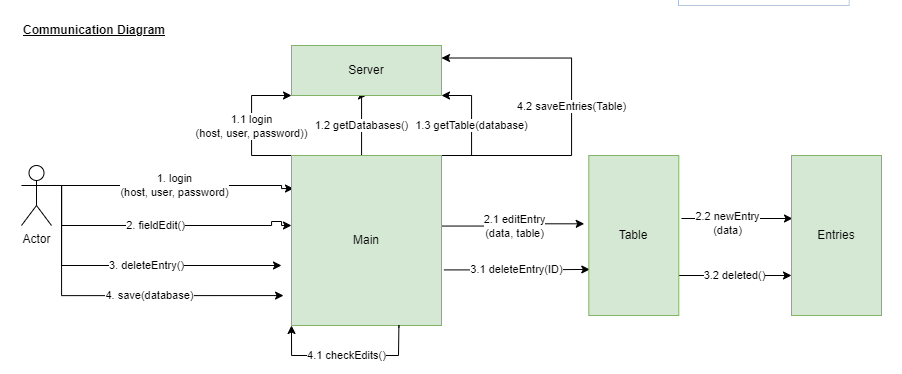 Communication Diagram
Server
4.2 saveEntries(Table)
1.1 login
(host, user, password))
1.2 getDatabases()
1.3 getTable(database)
1. login
(host, user, password)
2. fieldEdit()
Actor
3. deleteEntry()
4. save(database)
Main
2.1 editEntry
(data, table)
3.1 deleteEntry(ID)
Table
2.2 newEntry
(data)
3.2 deleted()
Entries
4.1 checkEdits()